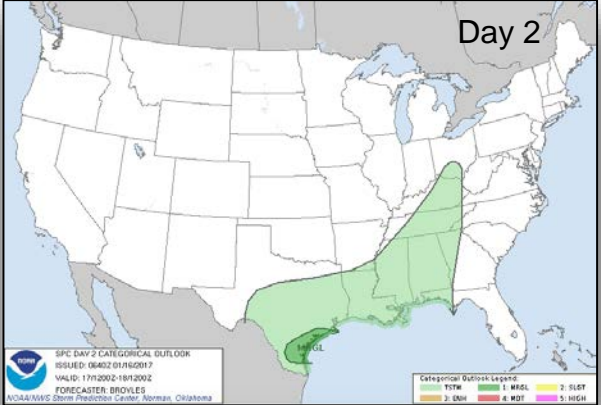 Day 2
MRGL
NOAA
SPC DAY 2 CATEGORICAL OUTLOOK
ISSUED: 0640Z 01/16/2017
VALID: 17/1200Z-18/1200Z
FORECASTER: BROYLES
NOAA/NWS Storm Prediction Center, Norman, Oklahoma
Categorical Outlook Legend:
TSTM 1: MRGL 2: SLGT
3: ENH 4: MDT 5: HIGH